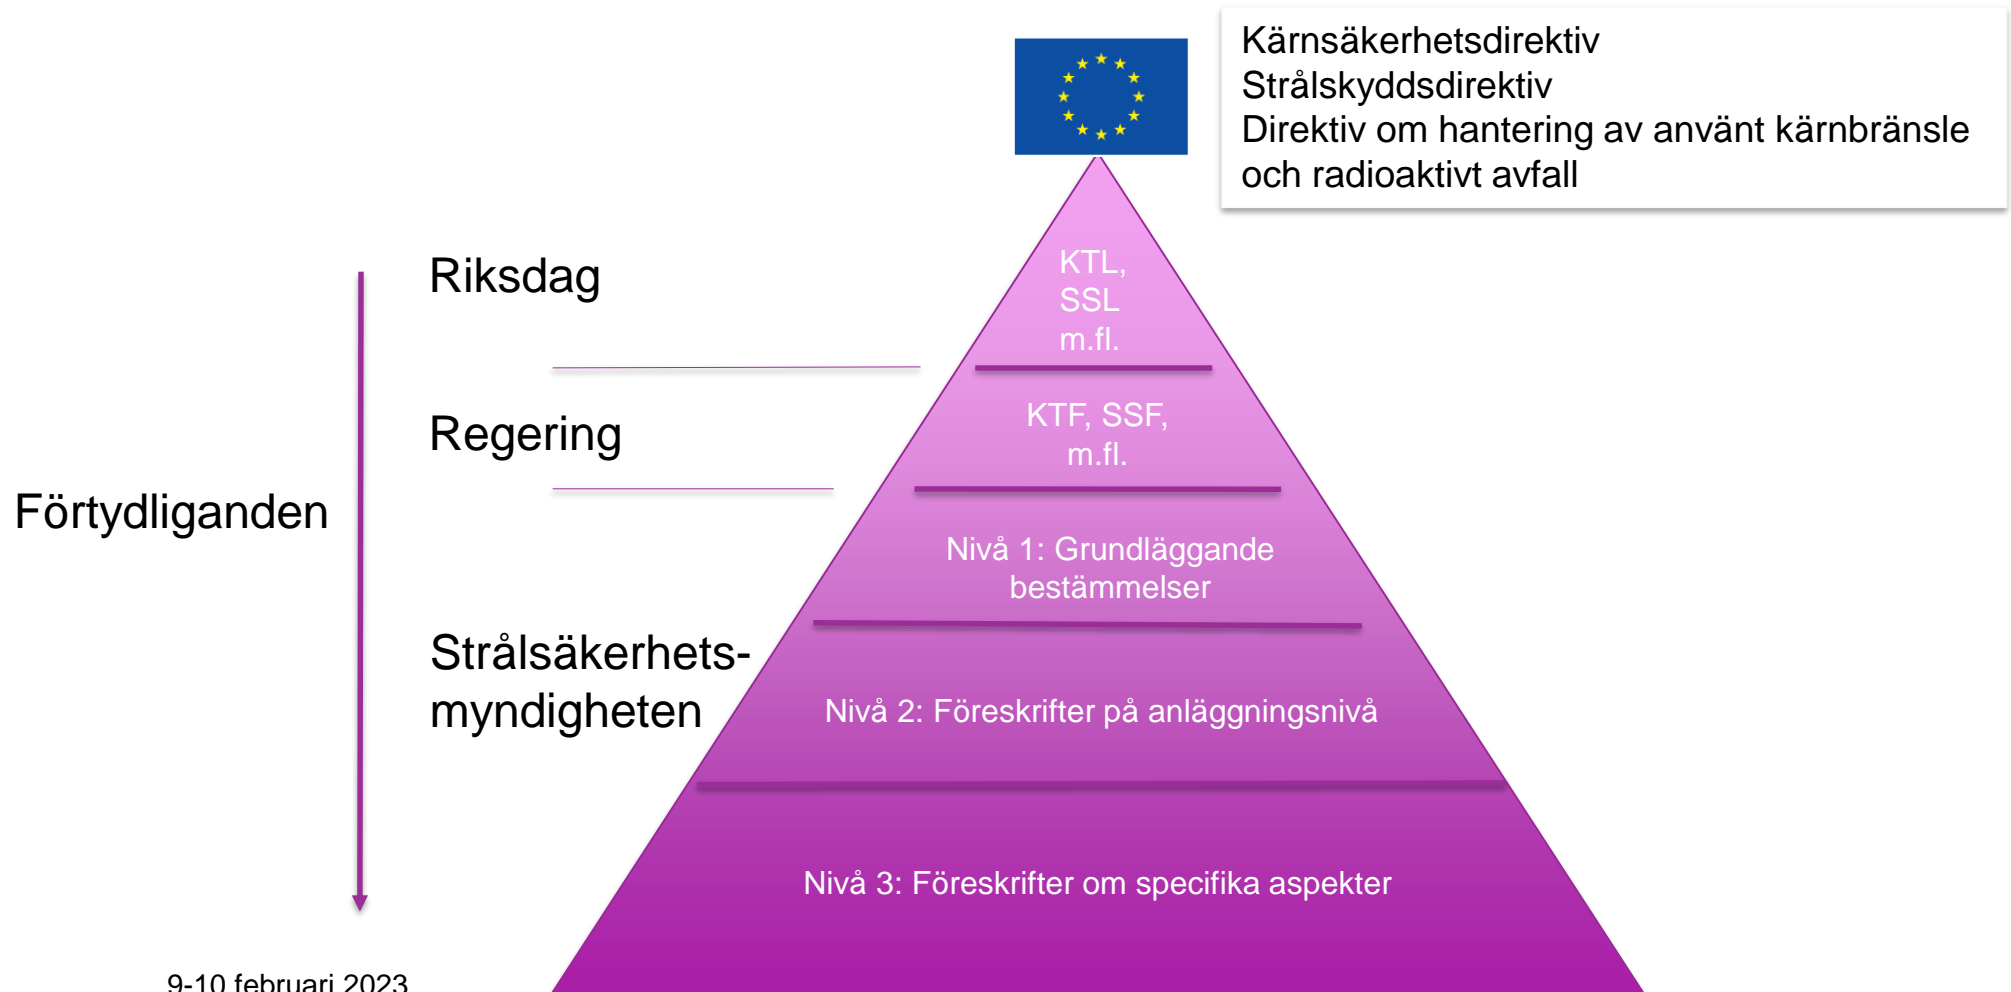 Kärnsäkerhetsdirektiv
Strålskyddsdirektiv
Direktiv om hantering av använt kärnbränsle
och radioaktivt avfall
Riksdag
KTL,
SSL
m.fl.
Regering
KTF, SSF,
m.fl.
Förtydliganden
Nivå 1: Grundläggande
bestämmelser
Strålsäkerhets-
myndigheten
Nivå 2: Föreskrifter på anläggningsnivå
Nivå 3: Föreskrifter om specifika aspekter
9-10 februari 2023